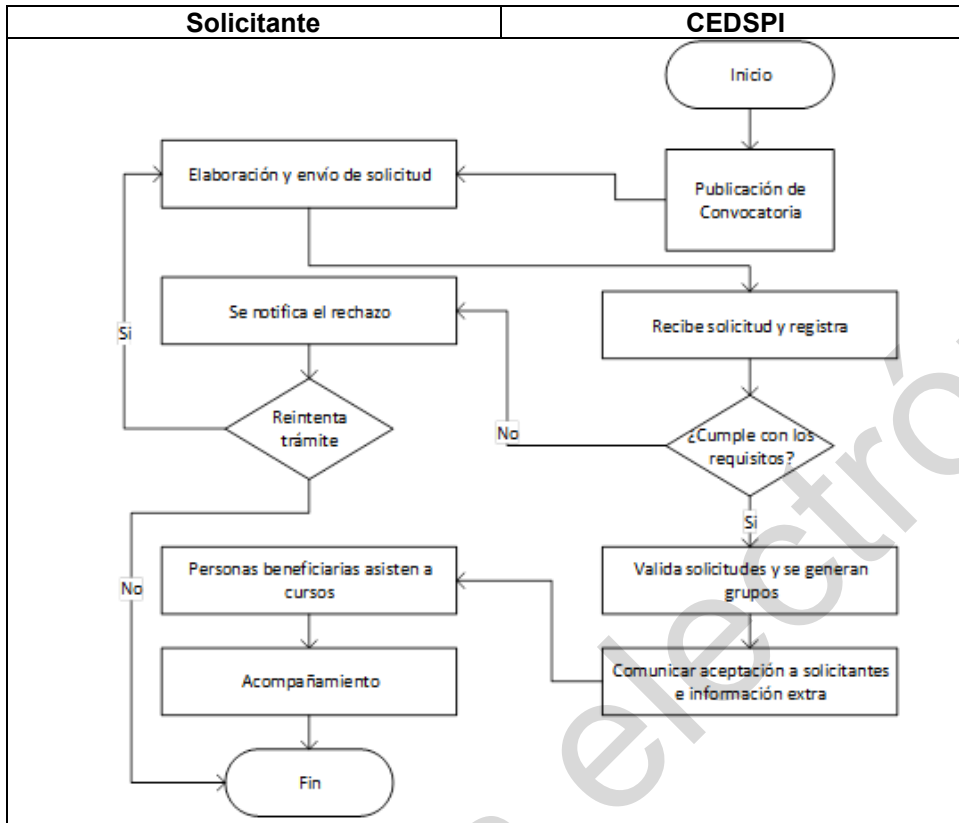 Solicitante
CEDSPI
Inicio
Elaboración y envío de solicitud
Publicación de
Convocatoria
Se notifica el rechazo
Recibe solicitud y registra
Si
Reintenta
trámite
No
¿Cumple con los
requisitos?
Si
Personas beneficiarias asisten a
cursos
Valida solicitudes y se generan
grupos
No
Acompañamiento
Comunicar aceptación a solicitantes
e información extra
Fin
electró